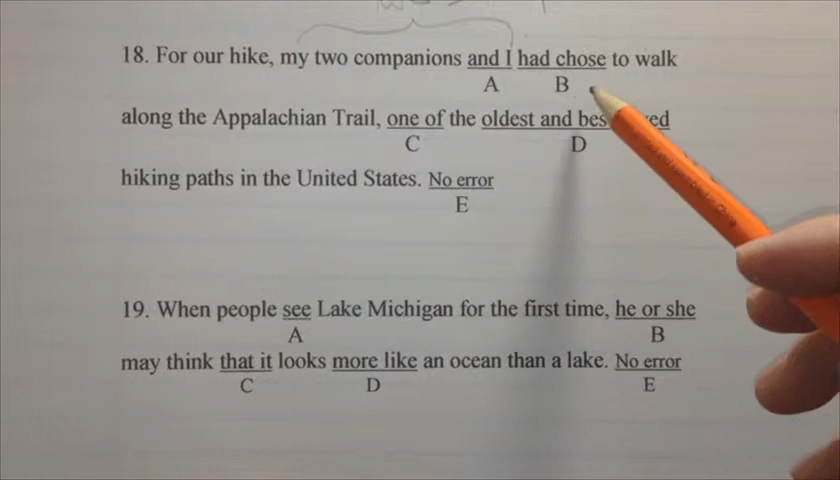 18. For our hike, my two companions and I had chose to walk
A B
along the Appalachian Trail, one of the oldest and
C D
hiking paths in the United States. No error
E
19. When people see Lake Michigan for the first time, he or she
A B
may think that it looks more like an ocean than a lake. No error
C D E